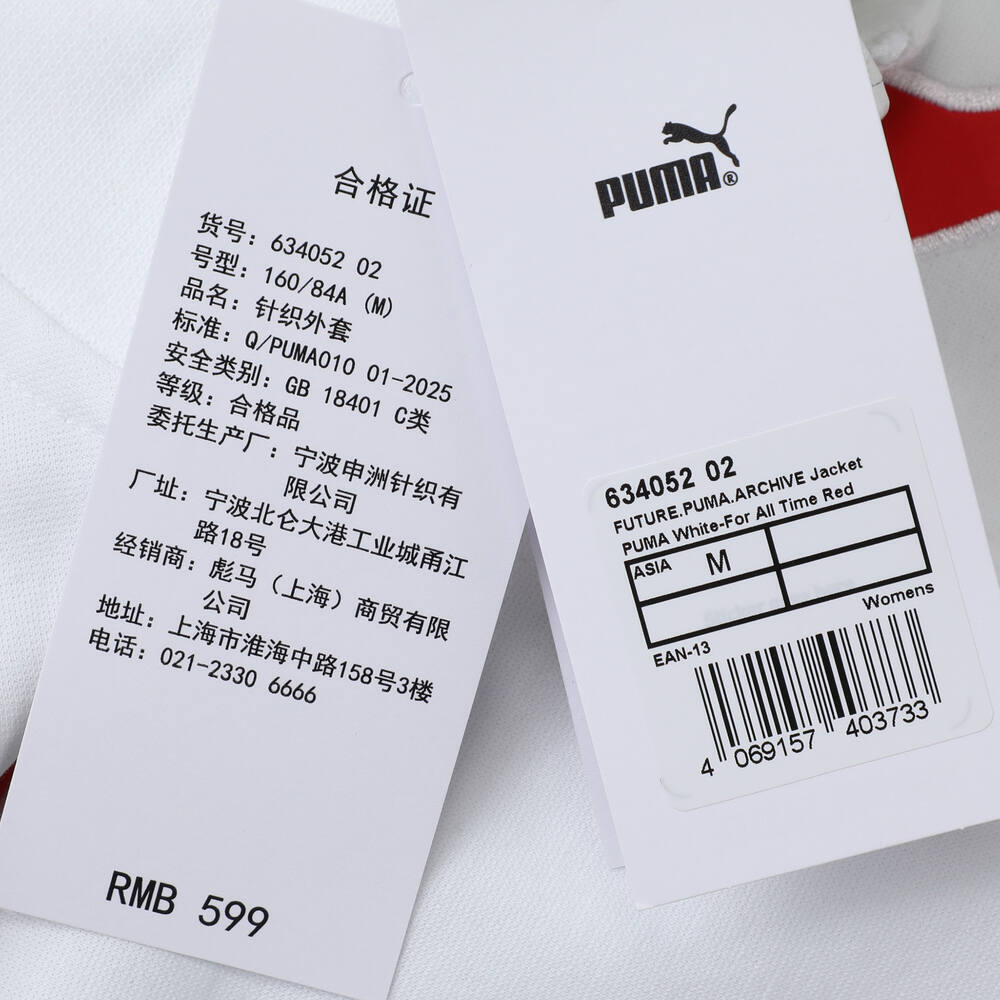 合格证
货号: 634052 02
号型: 160/84A (M)
品名: 针织外套
标准: Q/PUMA010 01-2025
安全类别: GB 18401 C类
等级: 合格品
委托生产厂: 宁波申洲针织有
限公司
厂址: 宁波北仑大港工业城甬江
路18号
经销商: 彪马（上海）商贸有限
公司
地址: 上海市淮海中路158号3楼
电话: 021-2330 6666
RMB 599
PUMA®
634052 02
FUTURE.PUMA.ARCHIVE Jacket
PUMA White-For All Time Red
ASIA M
Womens
EAN-13
4 069157 403733